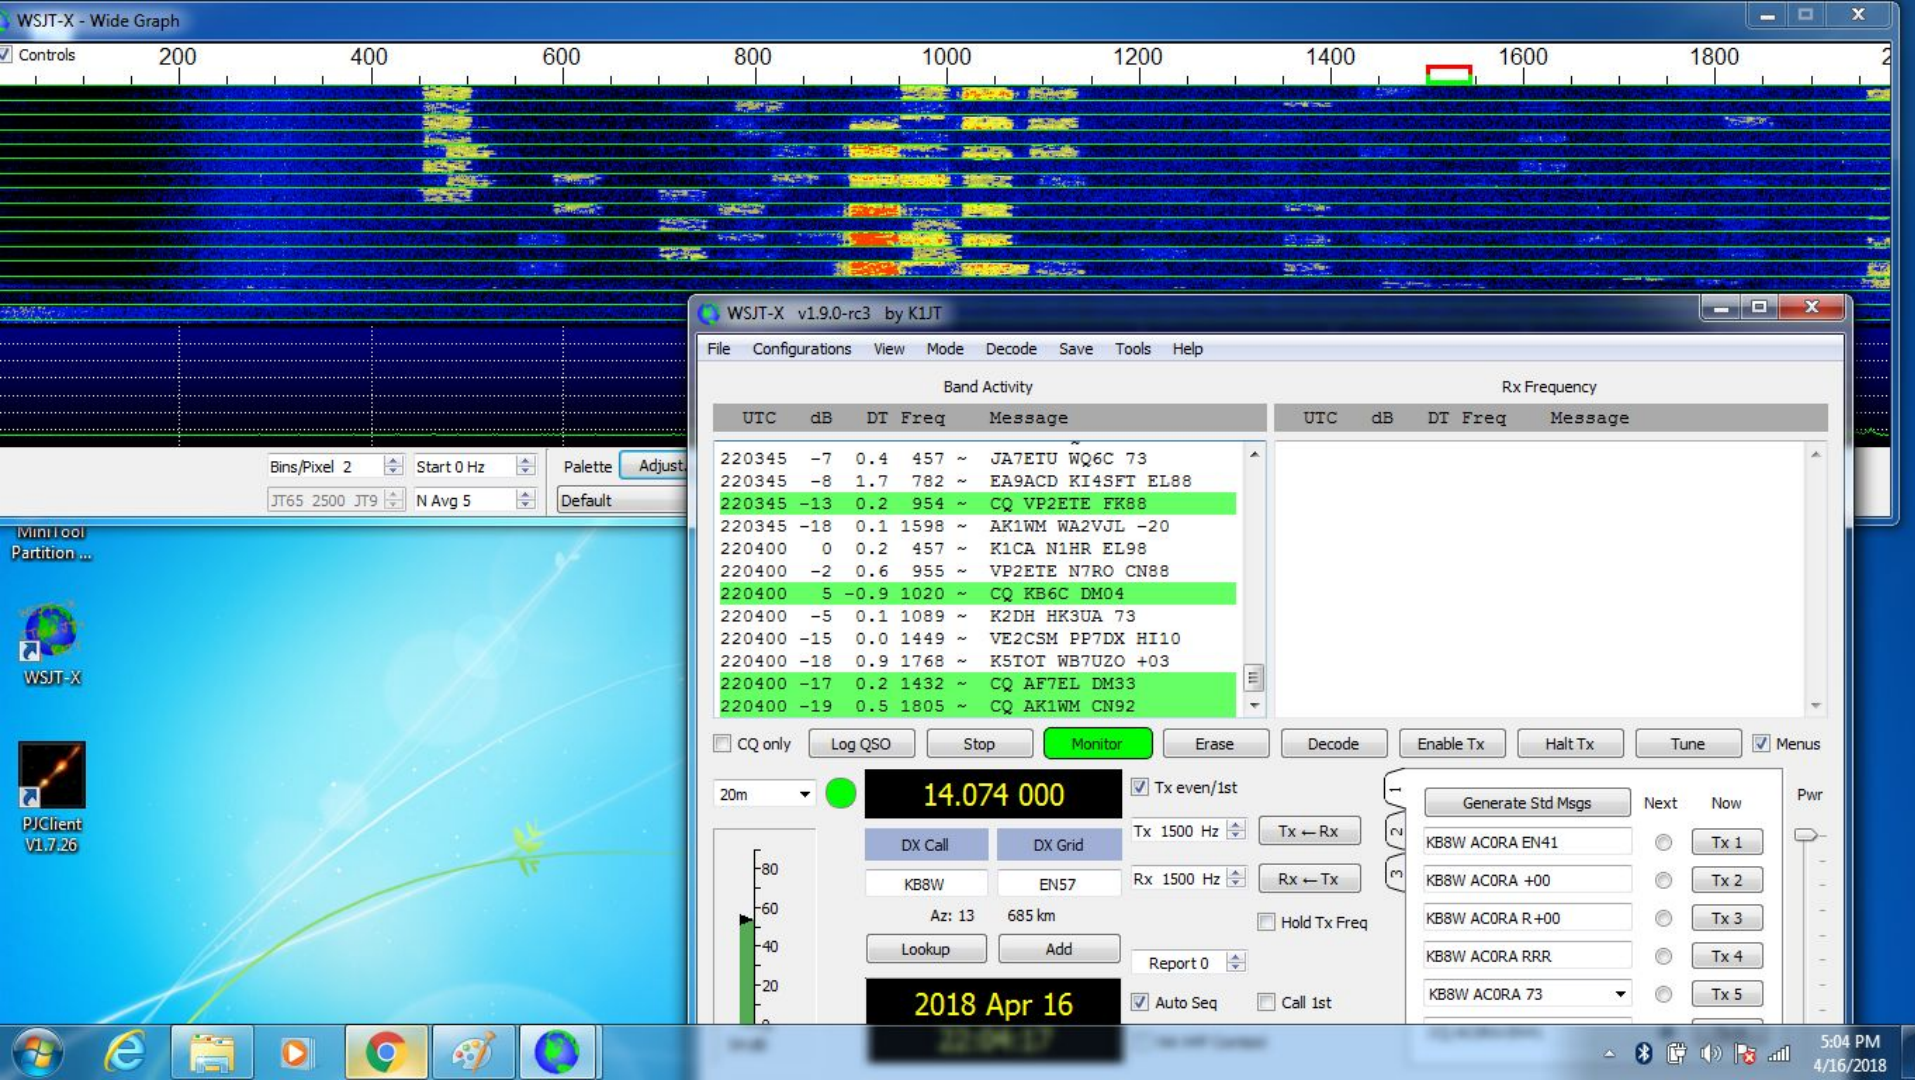 WSJT-X - Wide Graph
Controls 200 400 600 800 1000 1200 1400 1600 1800 2
Bins/Pixel 2 Start 0 Hz Palette Adjust.
JT65 2500 JT9 N Avg 5 Default
MiniTool
Partition ...
WSJT-X
PJClient
V1.7.26
WSJT-X v1.9.0-rc3 by K1JT
File Configurations View Mode Decode Save Tools Help
Band Activity Rx Frequency
UTC dB DT Freq Message UTC dB DT Freq Message
~
220345 -7 0.4 457 ~ JA7ETU WQ6C 73
220345 -8 1.7 782 ~ EA9ACD KI4SFT EL88
220345 -13 0.2 954 ~ CQ VP2ETE FK88
220345 -18 0.1 1598 ~ AK1WM WA2VJL -20
220400 0 0.2 457 ~ K1CA N1HR EL98
220400 -2 0.6 955 ~ VP2ETE N7RO CN88
220400 5 -0.9 1020 ~ CQ KB6C DM04
220400 -5 0.1 1089 ~ K2DH HK3UA 73
220400 -15 0.0 1449 ~ VE2CSM PP7DX HI10
220400 -18 0.9 1768 ~ K5TOT WB7UZO +03
220400 -17 0.2 1432 ~ CQ AF7EL DM33
220400 -19 0.5 1805 ~ CQ AK1WM CN92
CQ only Log QSO Stop Monitor Erase Decode Enable Tx Halt Tx Tune Menus
20m 14.074 000 Tx even/1st
1 Generate Std Msgs Next Now Pwr
Tx 1500 Hz Tx ← Rx 2
DX Call DX Grid
KB8W AC0RA EN41 Tx 1
80
KB8W EN57 Rx 1500 Hz Rx ← Tx 3 KB8W AC0RA +00 Tx 2
60 Az: 13 685 km Hold Tx Freq KB8W AC0RA R+00 Tx 3
40 Lookup Add KB8W AC0RA RRR Tx 4
Report 0
20 2018 Apr 16 Auto Seq Call 1st KB8W AC0RA 73 Tx 5
22:04:17
5:04 PM
4/16/2018